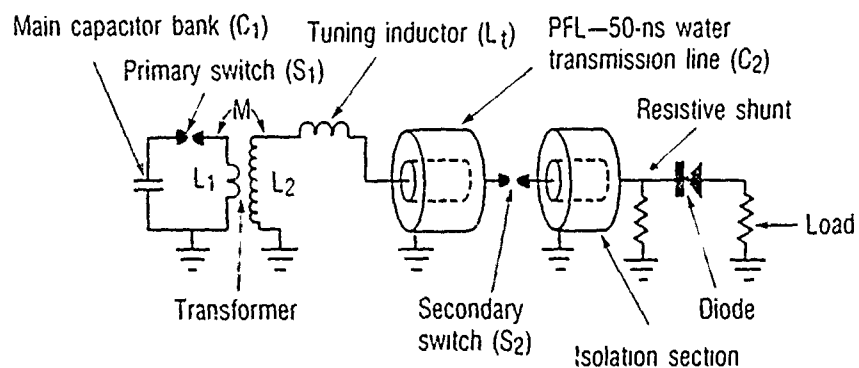 Main capacitor bank (C1)
Primary switch (S1)
Tuning inductor (Lt)
PFL—50-ns water
transmission line (C2)
Resistive shunt
M
L1
L2
Load
Transformer
Secondary
switch (S2)
Diode
Isolation section